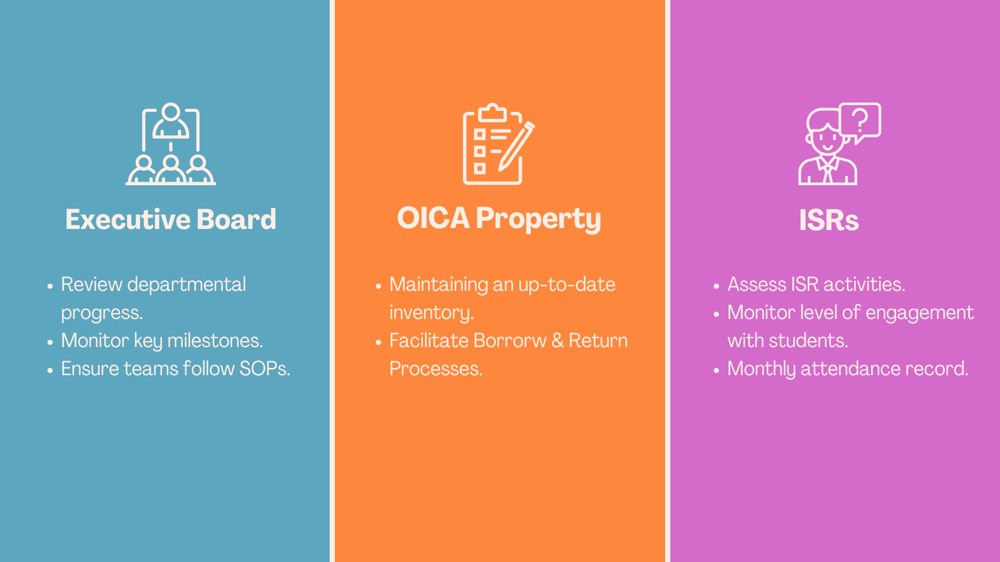 Executive Board
• Review departmental
progress.
• Monitor key milestones.
• Ensure teams follow SOPs.
OICA Property
• Maintaining an up-to-date
inventory.
• Facilitate Borrorw & Return
Processes.
?
ISRs
• Assess ISR activities.
• Monitor level of engagement
with students.
• Monthly attendance record.